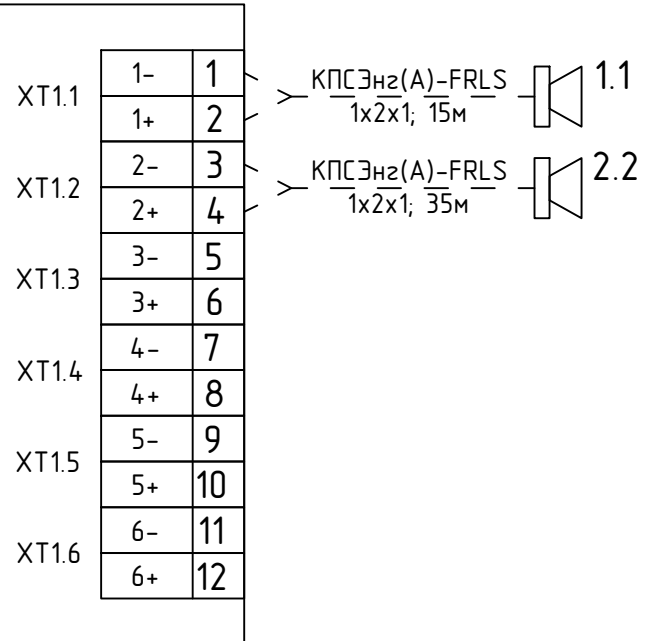 XT1.1
1- 1
1+ 2
КПСЭнг(А)-FRLS
1х2х1; 15м
1.1
XT1.2
2- 3
2+ 4
КПСЭнг(А)-FRLS
1х2х1; 35м
2.2
XT1.3
3- 5
3+ 6
XT1.4
4- 7
4+ 8
XT1.5
5- 9
5+ 10
XT1.6
6- 11
6+ 12